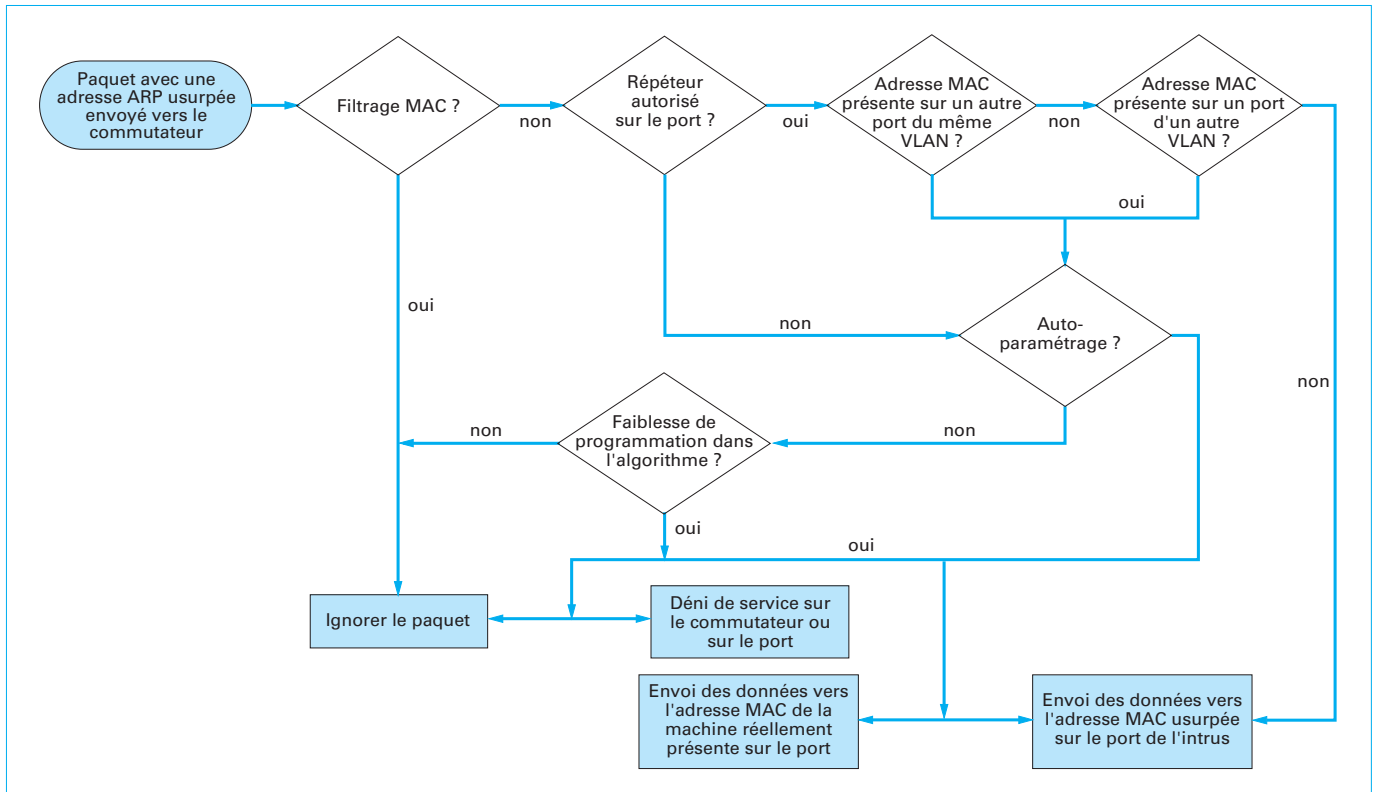 Paquet avec une
adresse ARP usurpée
envoyé vers le
commutateur
Filtrage MAC ?
non
Répéteur
autorisé
sur le port ?
oui
Adresse MAC
présente sur un autre
port du même
VLAN ?
non
Adresse MAC
présente sur un port
d'un autre
VLAN ?
oui
oui
non
Auto-
paramétrage ?
non
non
Faiblesse de
programmation dans
l'algorithme ?
non
oui
oui
Ignorer le paquet
Déni de service sur
le commutateur ou
sur le port
Envoi des données vers
l'adresse MAC de la
machine réellement
présente sur le port
Envoi des données vers
l'adresse MAC usurpée
sur le port de l'intrus